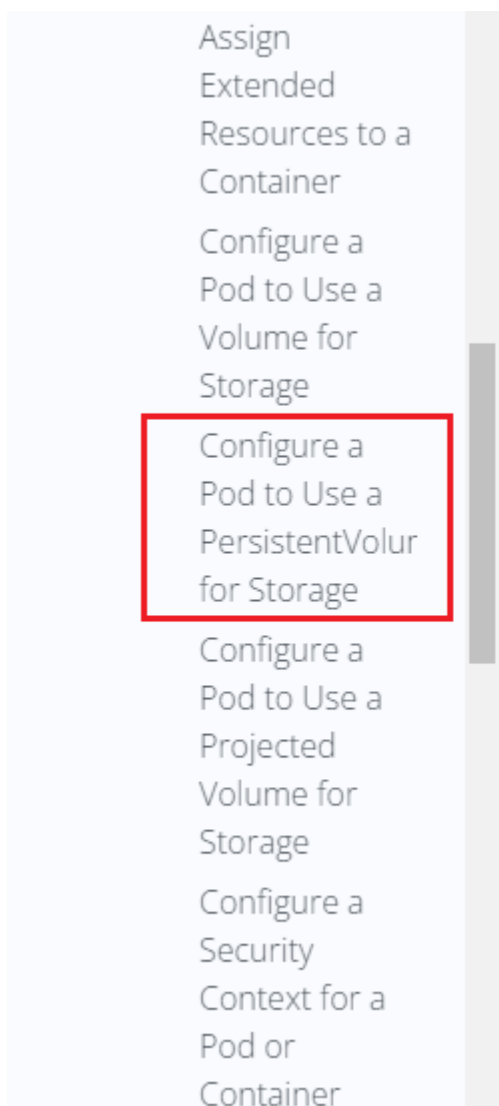 Assign
Extended
Resources to a
Container
Configure a
Pod to Use a
Volume for
Storage
Configure a
Pod to Use a
PersistentVolur
for Storage
Configure a
Pod to Use a
Projected
Volume for
Storage
Configure a
Security
Context for a
Pod or
Container